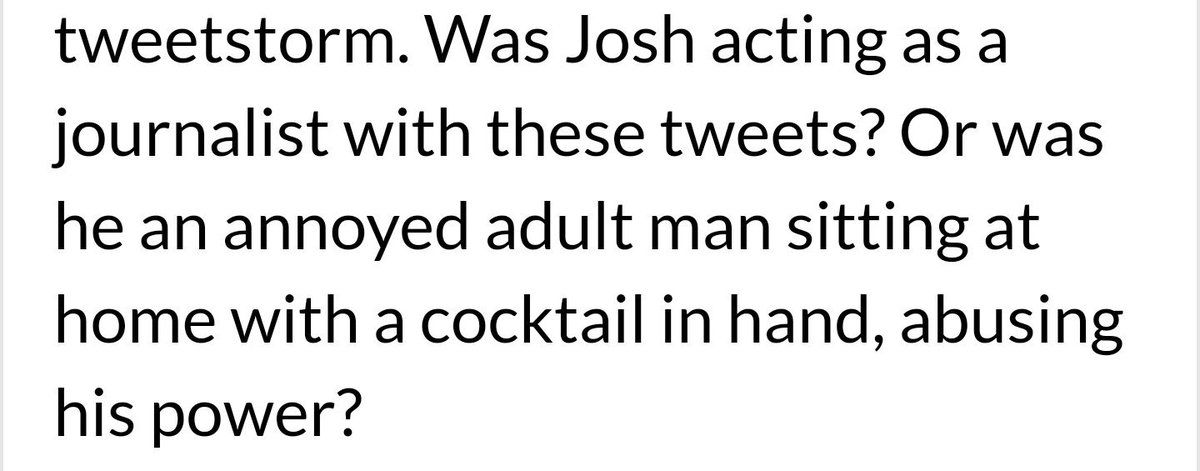 tweetstorm. Was Josh acting as a
journalist with these tweets? Or was
he an annoyed adult man sitting at
home with a cocktail in hand, abusing
his power?